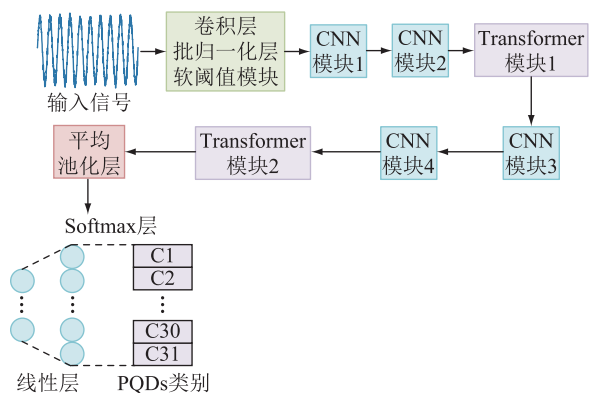 输入信号
卷积层
批归一化层
软阈值模块
CNN
模块1
CNN
模块2
Transformer
模块1
CNN
模块3
CNN
模块4
Transformer
模块2
平均
池化层
Softmax层
C1
C2
C30
C31
线性层
PQDs类别